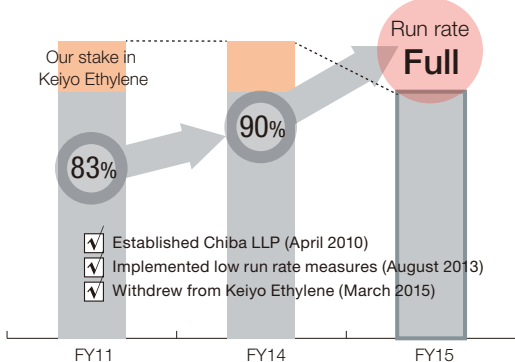 Run rate
Full
Our stake in
Keiyo Ethylene
90%
83%
Established Chiba LLP (April 2010)
Implemented low run rate measures (August 2013)
Withdrew from Keiyo Ethylene (March 2015)
FY11
FY14
FY15